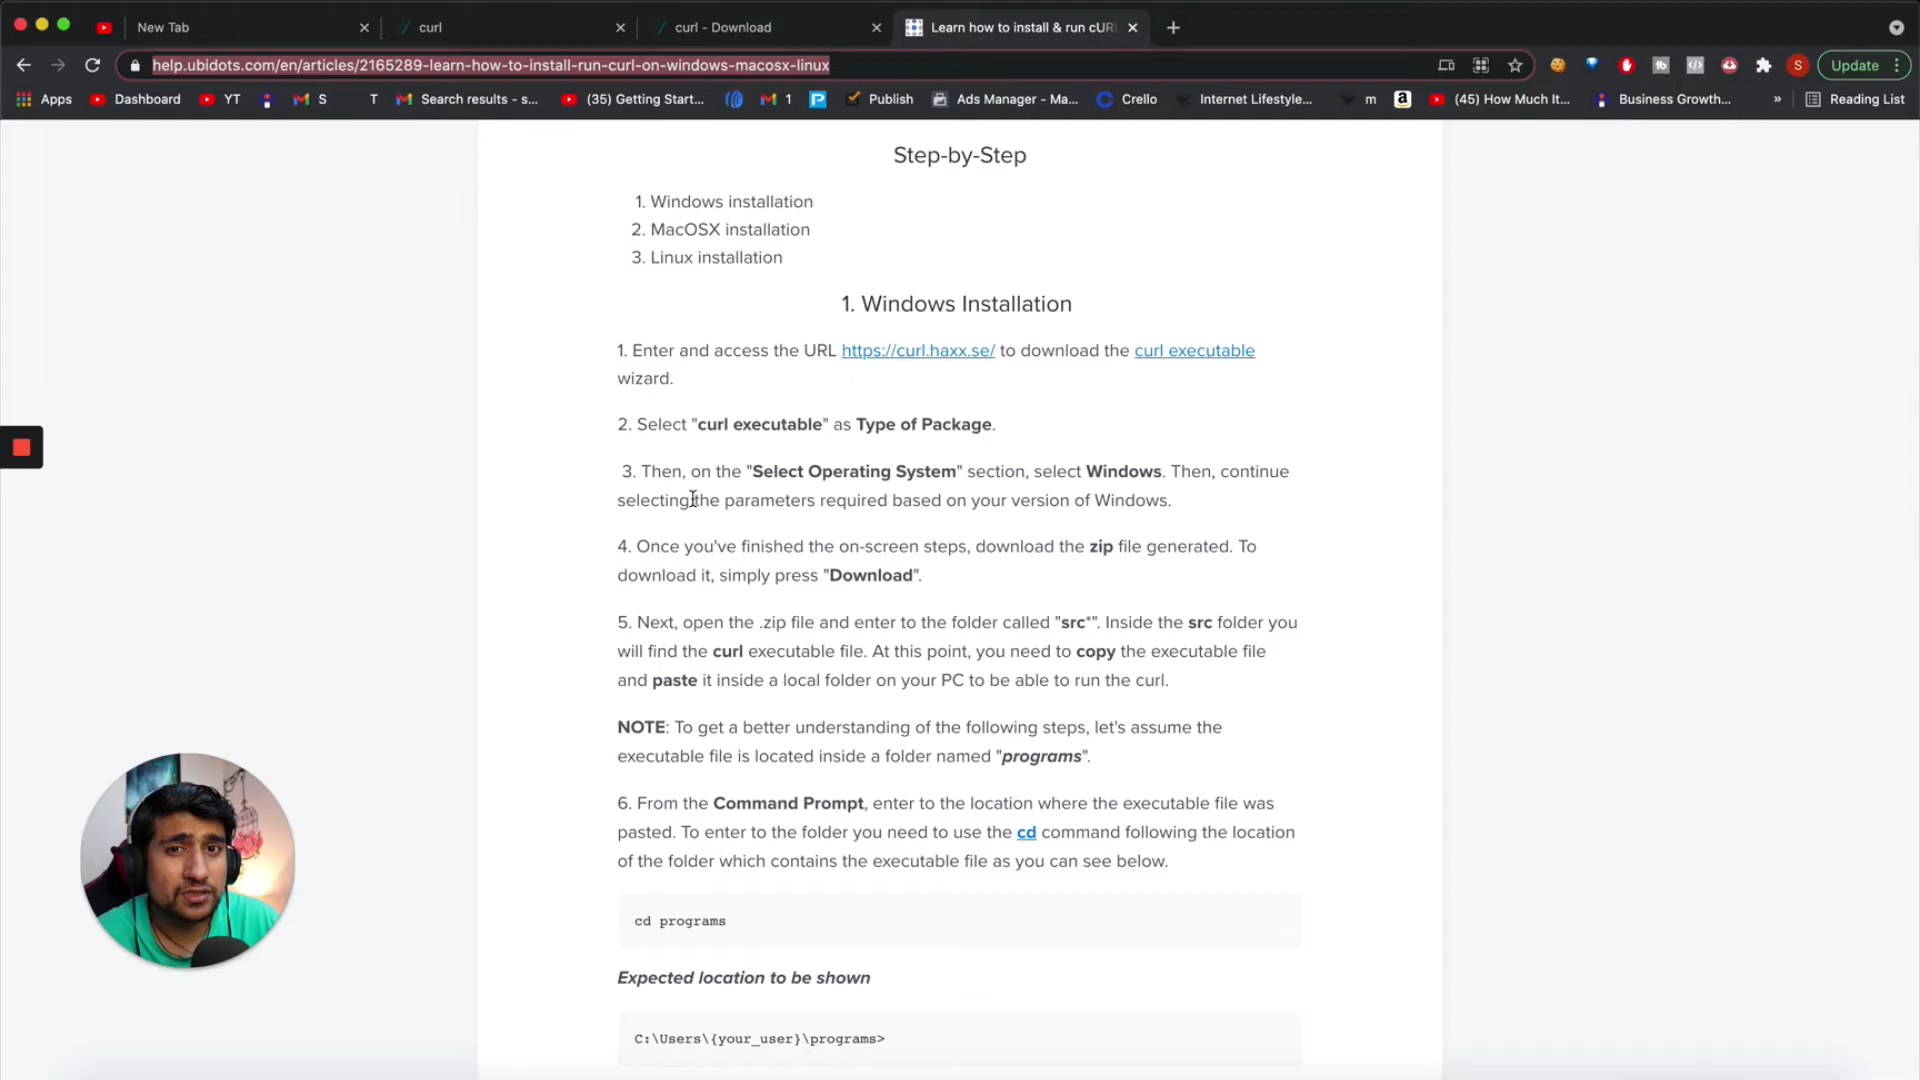 New Tab
curl
curl - Download
Learn how to install & run cUR
help.ubidots.com/en/articles/2165289-learn-how-to-install-run-curl-on-windows-macosx-linux
S
Update
Apps
Dashboard
YT
S
T
Search results - s...
(35) Getting Start...
1
Publish
Ads Manager - Ma...
Crello
Internet Lifestyle...
m
(45) How Much It...
Business Growth...
»
Reading List
Step-by-Step
1. Windows installation
2. MacOSX installation
3. Linux installation
1. Windows Installation
1. Enter and access the URL https://curl.haxx.se/ to download the curl executable
wizard.
2. Select "curl executable" as Type of Package.
3. Then, on the "Select Operating System" section, select Windows. Then, continue
selecting the parameters required based on your version of Windows.
4. Once you've finished the on-screen steps, download the zip file generated. To
download it, simply press "Download".
5. Next, open the .zip file and enter to the folder called "src*". Inside the src folder you
will find the curl executable file. At this point, you need to copy the executable file
and paste it inside a local folder on your PC to be able to run the curl.
NOTE: To get a better understanding of the following steps, let's assume the
executable file is located inside a folder named "programs".
6. From the Command Prompt, enter to the location where the executable file was
pasted. To enter to the folder you need to use the cd command following the location
of the folder which contains the executable file as you can see below.
cd programs
Expected location to be shown
C:\Users\{your_user}\programs>